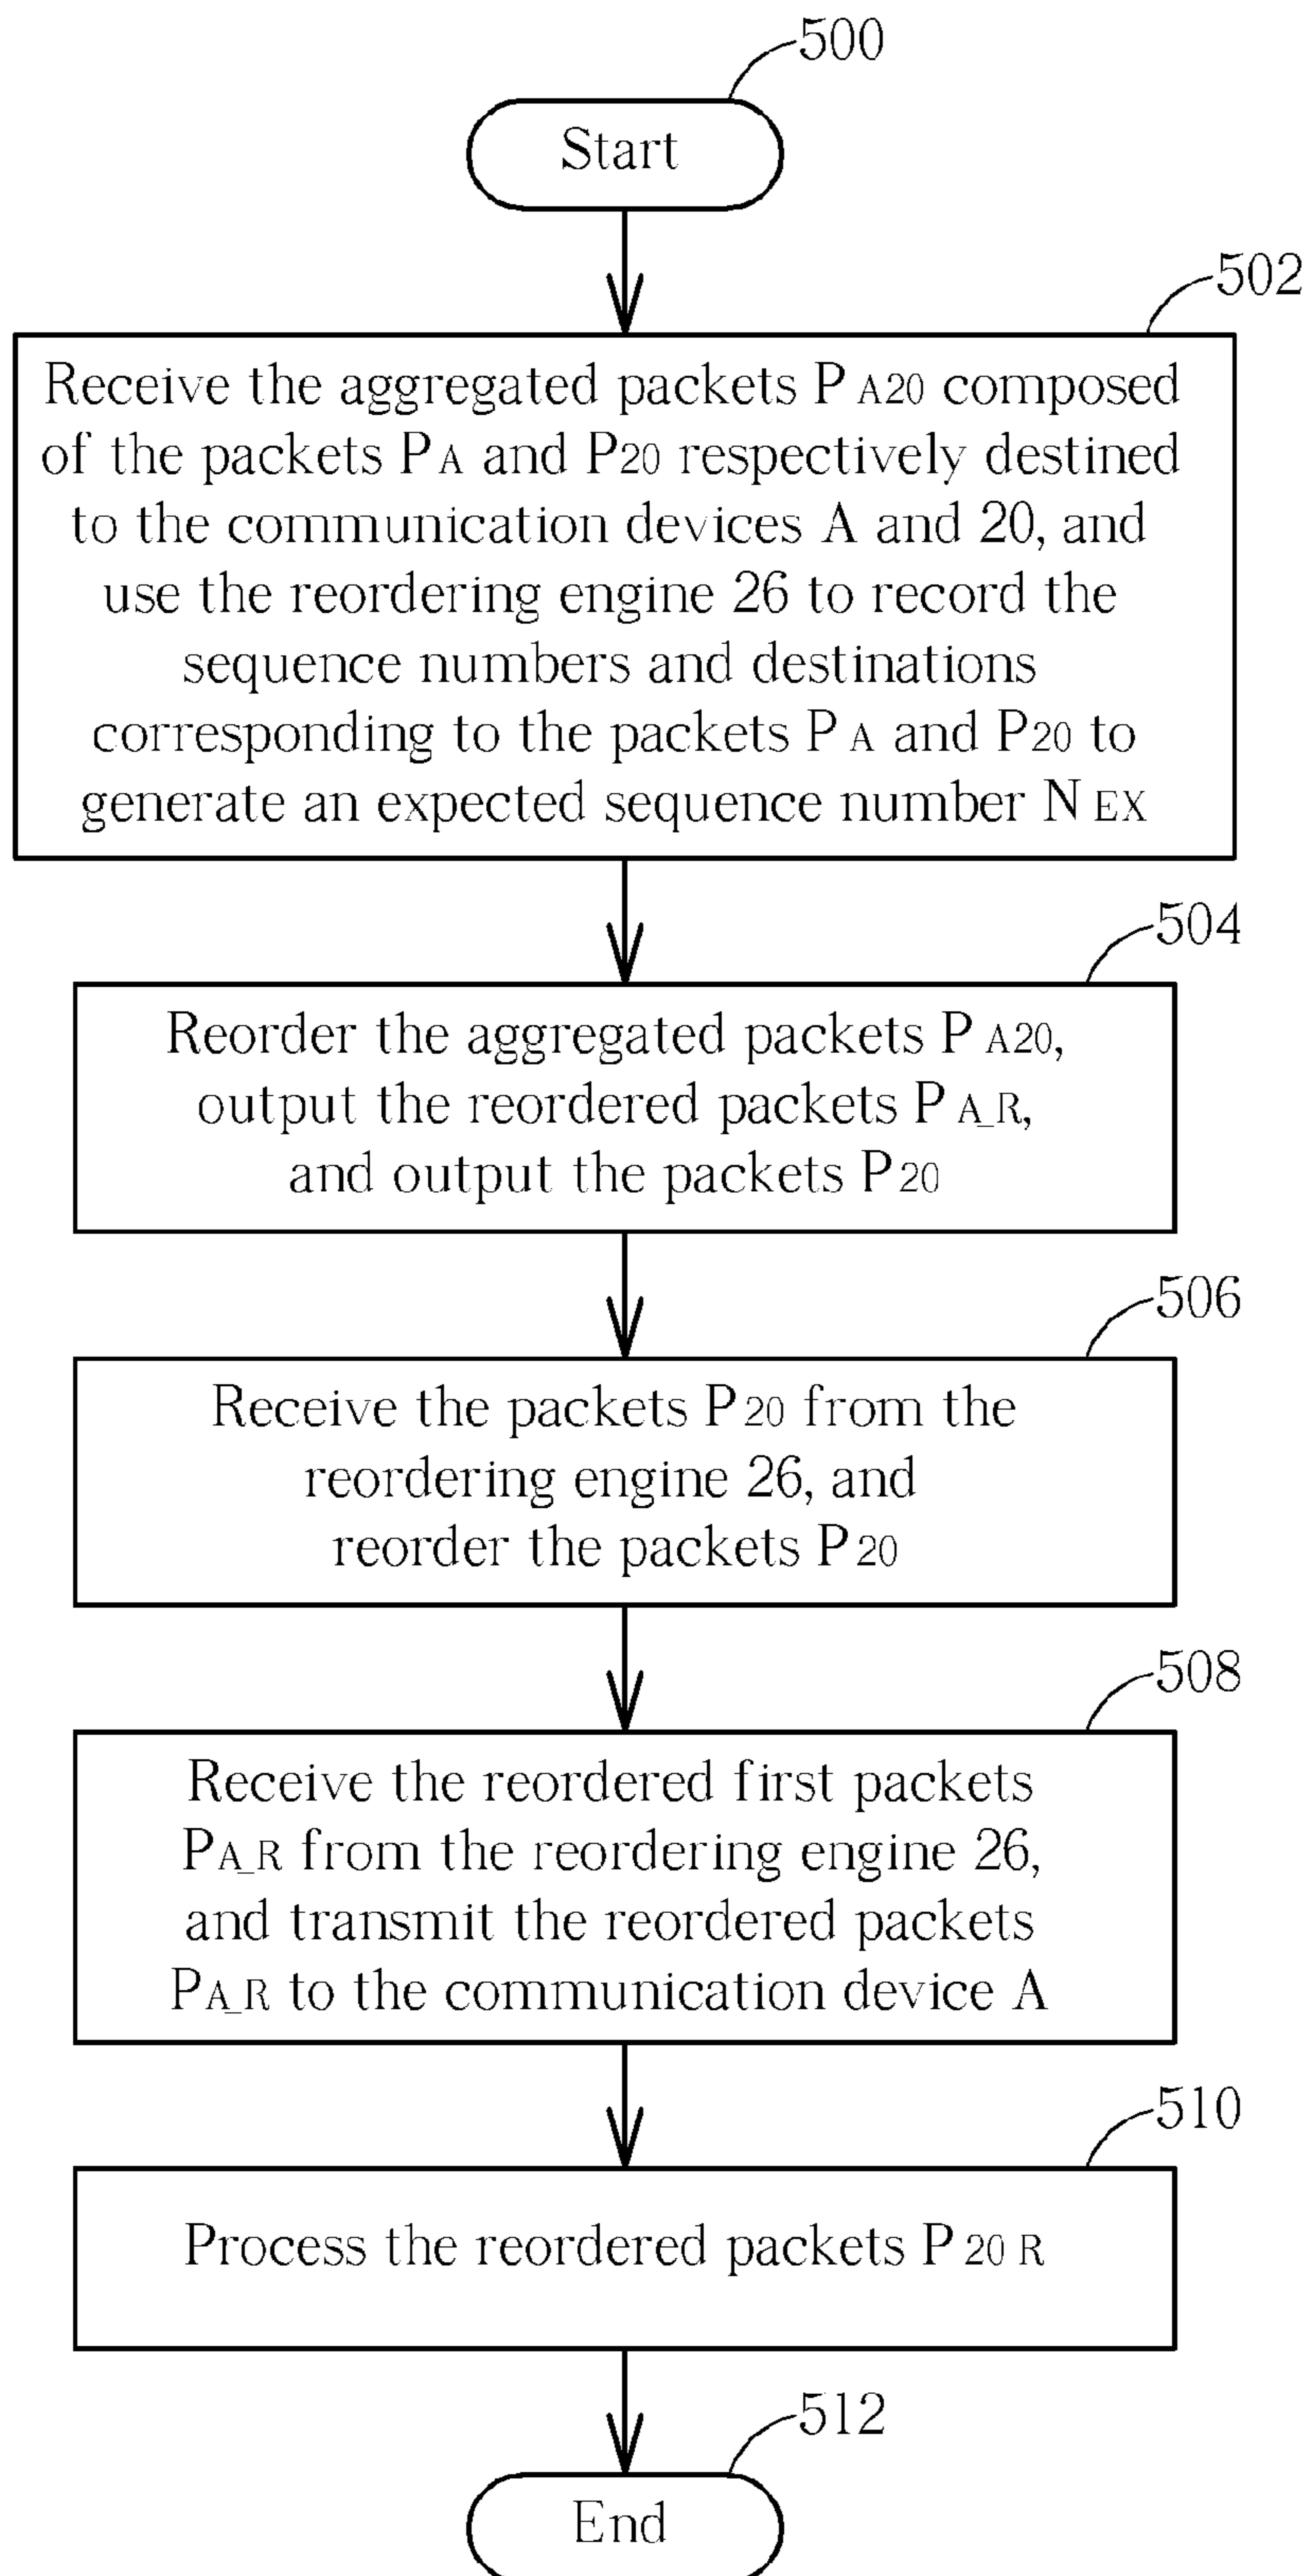 500
Start
502
Receive the aggregated packets P A20 composed
of the packets PA and P20 respectively destined
to the communication devices A and 20, and
use the reordering engine 26 to record the
sequence numbers and destinations
corresponding to the packets P A and P20 to
generate an expected sequence number N EX
504
Reorder the aggregated packets P A20,
output the reordered packets P A_R,
and output the packets P 20
506
Receive the packets P 20 from the
reordering engine 26, and
reorder the packets P 20
508
Receive the reordered first packets
PA_R from the reordering engine 26,
and transmit the reordered packets
PA_R to the communication device A
510
Process the reordered packets P 20 R
512
End